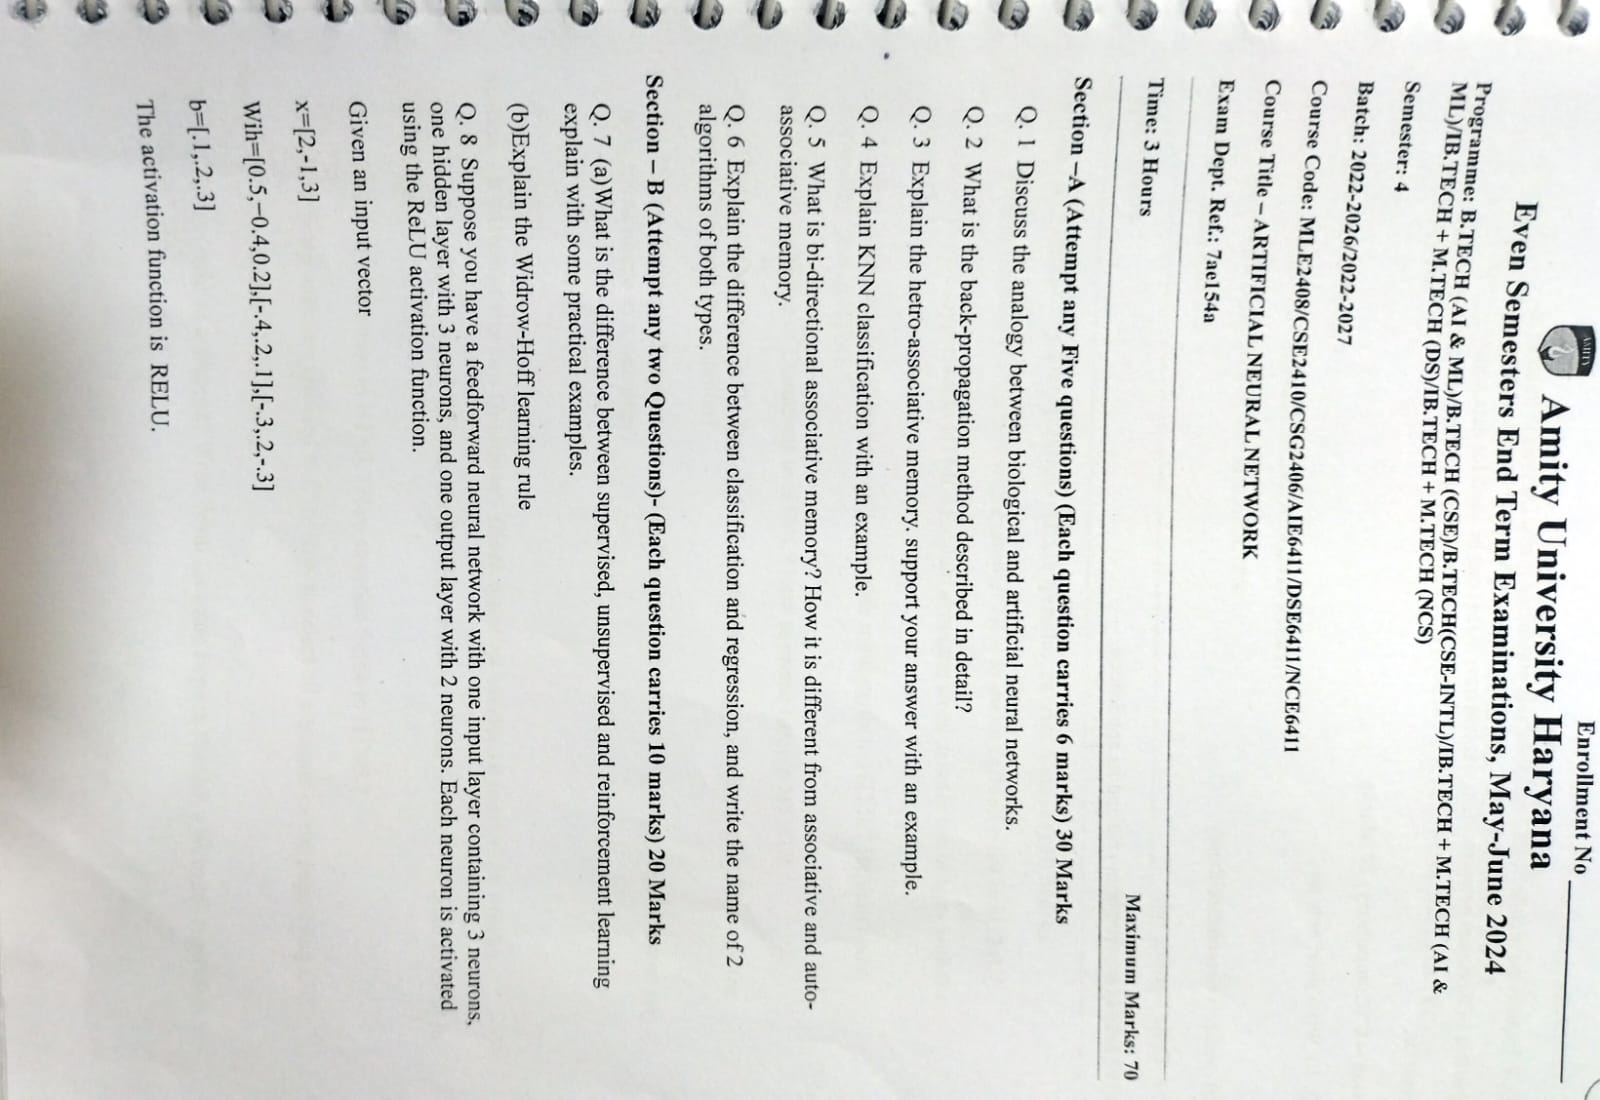 Enrollment No
AMITY
Amity University Haryana
Even Semesters End Term Examinations, May-June 2024
Programme: B.TECH (AI & ML)/B.TECH (CSE)/B.TECH(CSE-INTL)/IB.TECH + M.TECH (AI &
ML)/IB.TECH + M.TECH (DS)/IB.TECH + M.TECH (NCS)
Semester: 4
Batch: 2022-2026/2022-2027
Course Code: MLE2408/CSE2410/CSG2406/AIE6411/DSE6411/NCE6411
Course Title – ARTIFICIAL NEURAL NETWORK
Exam Dept. Ref.: 7ae154a
Time: 3 Hours
Maximum Marks: 70
Section –A (Attempt any Five questions) (Each question carries 6 marks) 30 Marks
Q. 1 Discuss the analogy between biological and artificial neural networks.
Q. 2 What is the back-propagation method described in detail?
Q. 3 Explain the hetro-associative memory. support your answer with an example.
Q. 4 Explain KNN classification with an example.
Q. 5 What is bi-directional associative memory? How it is different from associative and auto-
associative memory.
Q. 6 Explain the difference between classification and regression, and write the name of 2
algorithms of both types.
Section – B (Attempt any two Questions)- (Each question carries 10 marks) 20 Marks
Q. 7 (a)What is the difference between supervised, unsupervised and reinforcement learning
explain with some practical examples.
(b)Explain the Widrow-Hoff learning rule
Q. 8 Suppose you have a feedforward neural network with one input layer containing 3 neurons,
one hidden layer with 3 neurons, and one output layer with 2 neurons. Each neuron is activated
using the ReLU activation function.
Given an input vector
x=[2,-1,3]
Wih=[0.5,−0.4,0.2],[-.4,.2,.1],[-.3,.2,-.3]
b=[.1,.2,.3]
The activation function is RELU.